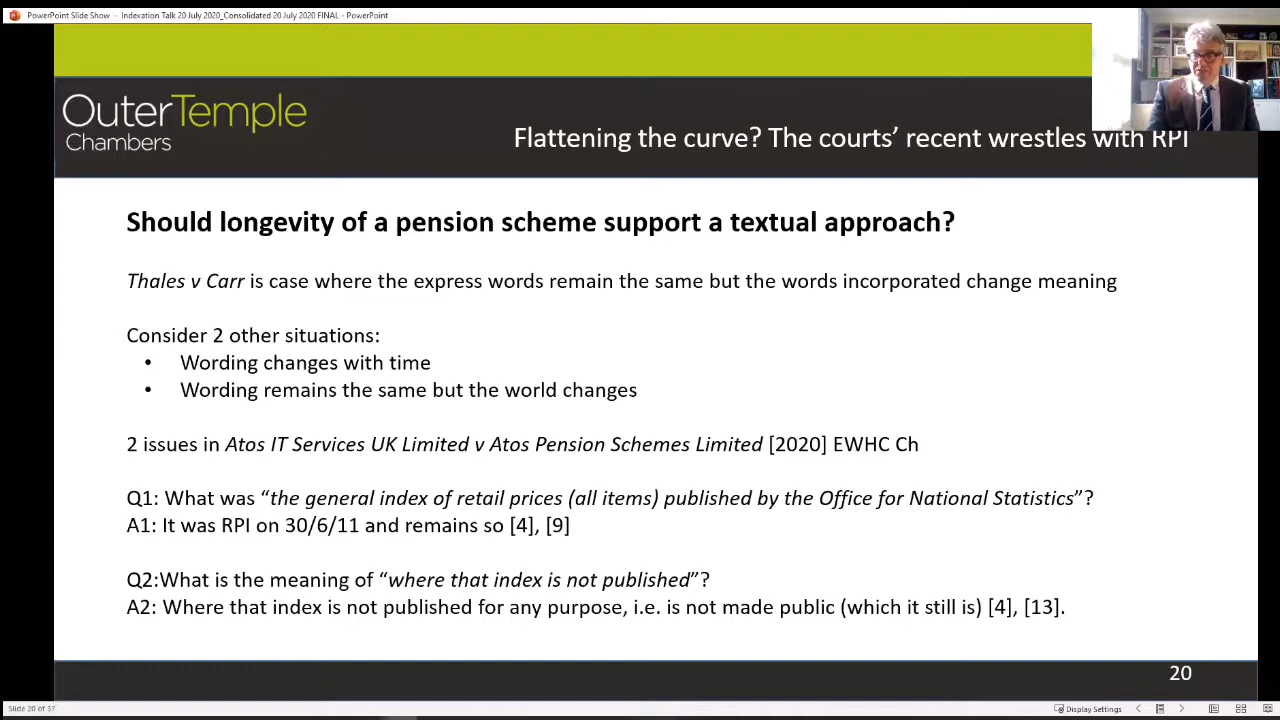 PowerPoint Slide Show - Indexation Talk 20 July 2020_Consolidated 20 July 2020 FINAL - PowerPoint
OuterTemple
Chambers
Flattening the curve? The courts' recent wrestles with RPI
Should longevity of a pension scheme support a textual approach?
Thales v Carr is case where the express words remain the same but the words incorporated change meaning
Consider 2 other situations:
• Wording changes with time
• Wording remains the same but the world changes
2 issues in Atos IT Services UK Limited v Atos Pension Schemes Limited [2020] EWHC Ch
Q1: What was “the general index of retail prices (all items) published by the Office for National Statistics”?
A1: It was RPI on 30/6/11 and remains so [4], [9]
Q2:What is the meaning of “where that index is not published”?
A2: Where that index is not published for any purpose, i.e. is not made public (which it still is) [4], [13].
20
Slide 20 of 37
Display Settings